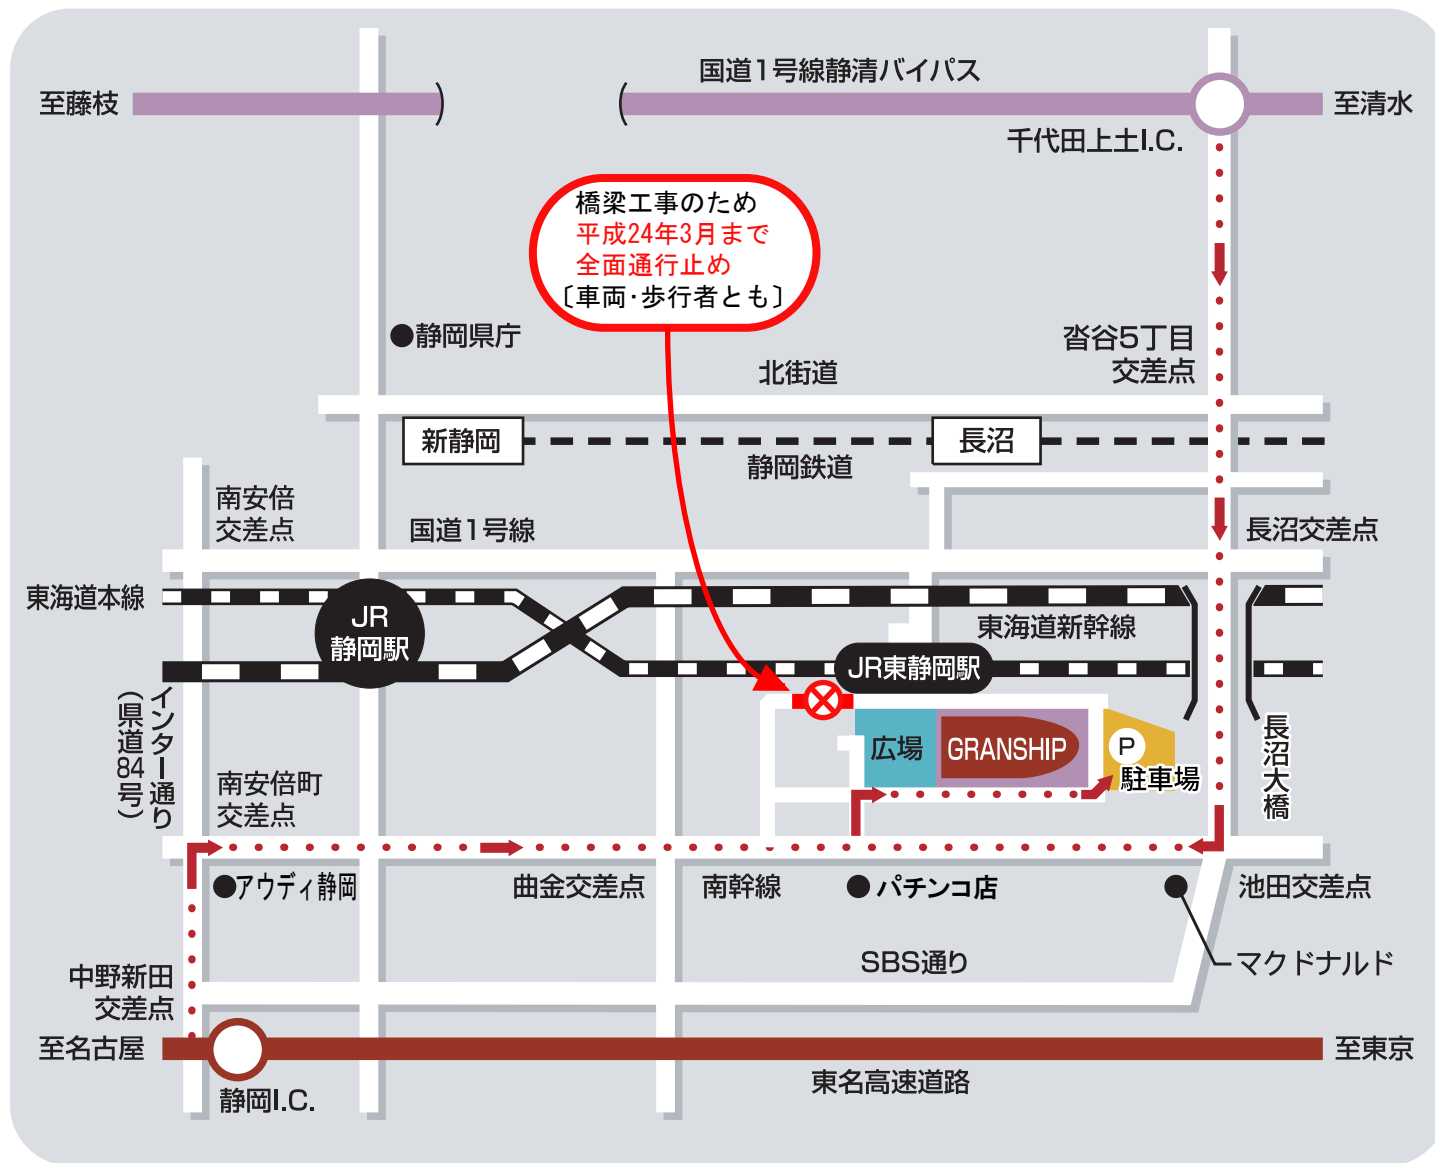 国道1号線静清バイパス
至藤枝
至清水
千代田上土I.C.
橋梁工事のため
平成24年3月まで
全面通行止め
〔車両・歩行者とも〕
静岡県庁
沓谷5丁目
交差点
北街道
新静岡
長沼
静岡鉄道
南安倍
交差点
国道1号線
長沼交差点
東海道本線
JR
静岡駅
東海道新幹線
JR東静岡駅
インター通り
(県道84号)
広場
GRANSHIP
P
駐車場
長沼大橋
南安倍町
交差点
アウディ静岡
曲金交差点
南幹線
パチンコ店
池田交差点
SBS通り
マクドナルド
中野新田
交差点
至名古屋
至東京
東名高速道路
静岡I.C.